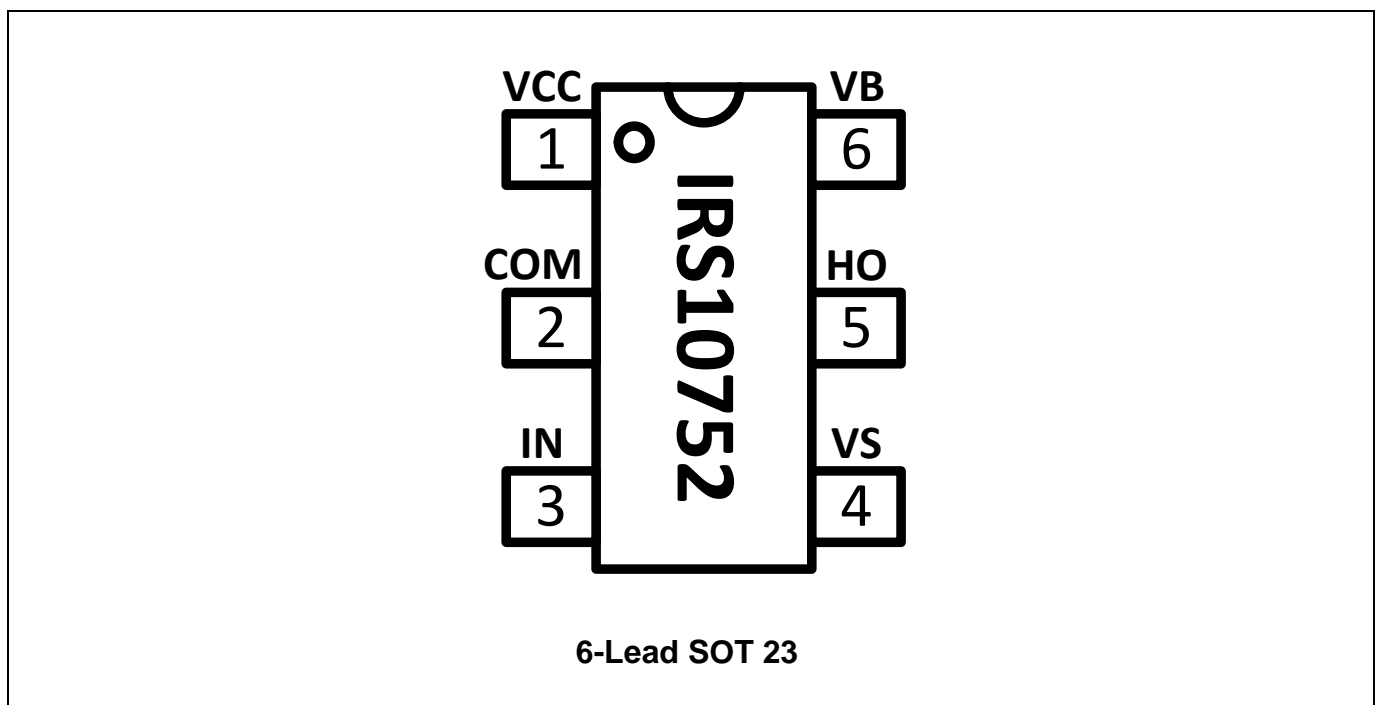 VCC VB
1 6
IRS10752
COM HO
2 5
IN VS
3 4
6-Lead SOT 23